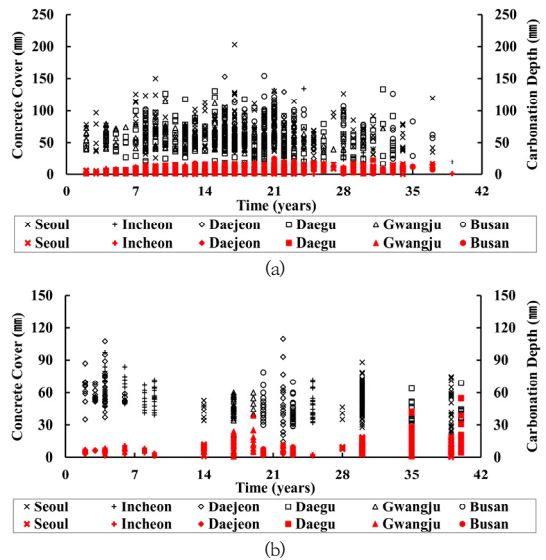 (a)
Concrete Cover (㎜)
Carbonation Depth (㎜)
250 250
200 200
150 150
100 100
50 50
0 0
0 7 14 21 28 35 42
Time (years)
Seoul Incheon Daejeon Daegu Gwangju Busan
Seoul Incheon Daejeon Daegu Gwangju Busan
(a)
Concrete Cover (㎜)
Carbonation Depth (㎜)
150 150
120 120
90 90
60 60
30 30
0 0
0 7 14 21 28 35 42
Time (years)
Seoul Incheon Daejeon Daegu Gwangju Busan
Seoul Incheon Daejeon Daegu Gwangju Busan
(b)